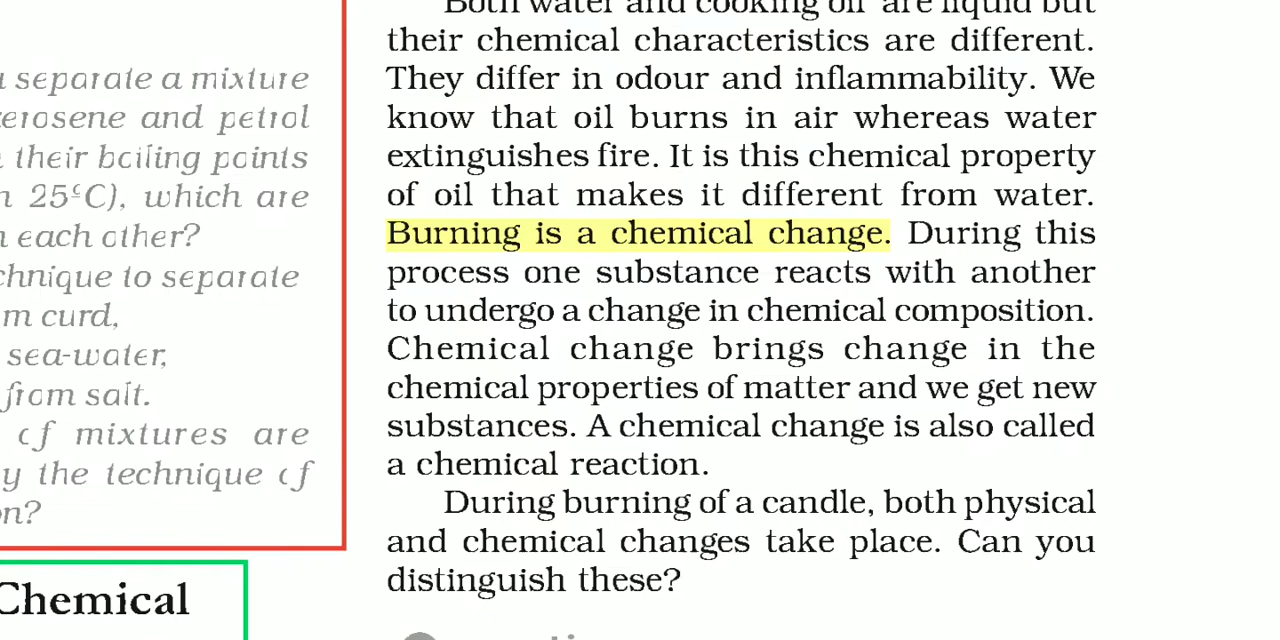 separate a mixture
and petrol
their boiling points
25ºC), which are
each other?
to separate
curd,
sea-water,
from salt.
of mixtures are
the technique of
Chemical
Both water and cooking oil are liquid but
their chemical characteristics are different.
They differ in odour and inflammability. We
know that oil burns in air whereas water
extinguishes fire. It is this chemical property
of oil that makes it different from water.
Burning is a chemical change. During this
process one substance reacts with another
to undergo a change in chemical composition.
Chemical change brings change in the
chemical properties of matter and we get new
substances. A chemical change is also called
a chemical reaction.
During burning of a candle, both physical
and chemical changes take place. Can you
distinguish these?